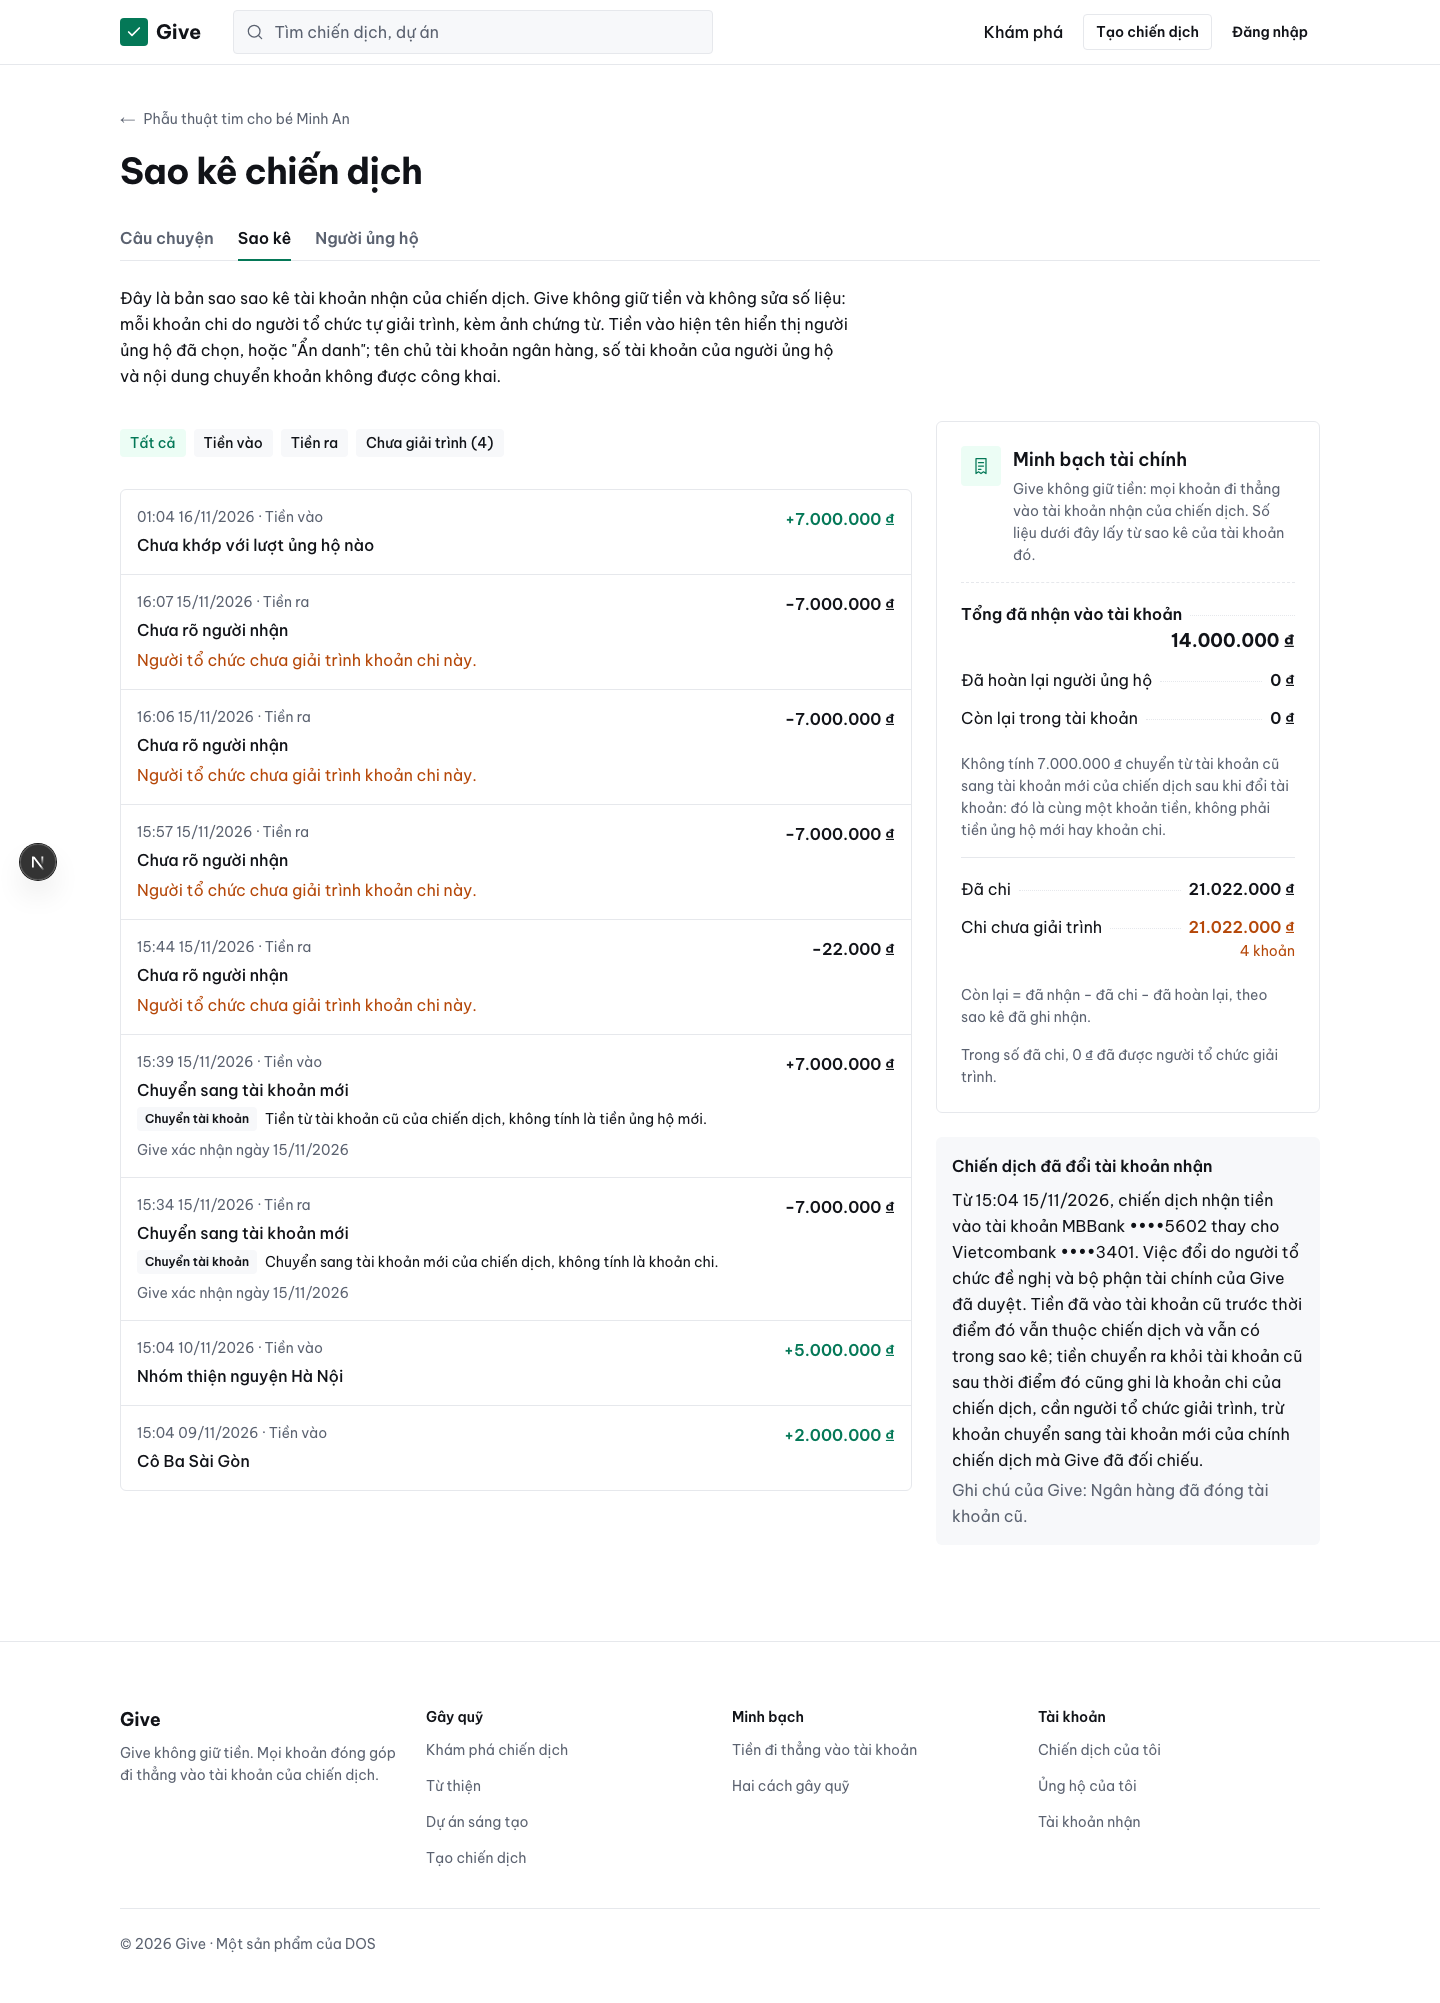 Give
Tìm chiến dịch, dự án
Khám phá
Tạo chiến dịch
Đăng nhập
← Phẫu thuật tim cho bé Minh An
Sao kê chiến dịch
Câu chuyện
Sao kê
Người ủng hộ
Đây là bản sao sao kê tài khoản nhận của chiến dịch. Give không giữ tiền và không sửa số liệu:
mỗi khoản chi do người tổ chức tự giải trình, kèm ảnh chứng từ. Tiền vào hiện tên hiển thị người
ủng hộ đã chọn, hoặc "Ẩn danh"; tên chủ tài khoản ngân hàng, số tài khoản của người ủng hộ
và nội dung chuyển khoản không được công khai.
Tất cả
Tiền vào
Tiền ra
Chưa giải trình (4)
01:04 16/11/2026 · Tiền vào
+7.000.000 ₫
Chưa khớp với lượt ủng hộ nào
16:07 15/11/2026 · Tiền ra
-7.000.000 ₫
Chưa rõ người nhận
Người tổ chức chưa giải trình khoản chi này.
16:06 15/11/2026 · Tiền ra
-7.000.000 ₫
Chưa rõ người nhận
Người tổ chức chưa giải trình khoản chi này.
15:57 15/11/2026 · Tiền ra
-7.000.000 ₫
Chưa rõ người nhận
Người tổ chức chưa giải trình khoản chi này.
15:44 15/11/2026 · Tiền ra
-22.000 ₫
Chưa rõ người nhận
Người tổ chức chưa giải trình khoản chi này.
15:39 15/11/2026 · Tiền vào
+7.000.000 ₫
Chuyển sang tài khoản mới
Chuyển tài khoản Tiền từ tài khoản cũ của chiến dịch, không tính là tiền ủng hộ mới.
Give xác nhận ngày 15/11/2026
15:34 15/11/2026 · Tiền ra
-7.000.000 ₫
Chuyển sang tài khoản mới
Chuyển tài khoản Chuyển sang tài khoản mới của chiến dịch, không tính là khoản chi.
Give xác nhận ngày 15/11/2026
15:04 10/11/2026 · Tiền vào
+5.000.000 ₫
Nhóm thiện nguyện Hà Nội
15:04 09/11/2026 · Tiền vào
+2.000.000 ₫
Cô Ba Sài Gòn
Minh bạch tài chính
Give không giữ tiền: mọi khoản đi thẳng
vào tài khoản nhận của chiến dịch. Số
liệu dưới đây lấy từ sao kê của tài khoản
đó.
Tổng đã nhận vào tài khoản
14.000.000 ₫
Đã hoàn lại người ủng hộ
0 ₫
Còn lại trong tài khoản
0 ₫
Không tính 7.000.000 ₫ chuyển từ tài khoản cũ
sang tài khoản mới của chiến dịch sau khi đổi tài
khoản: đó là cùng một khoản tiền, không phải
tiền ủng hộ mới hay khoản chi.
Đã chi
21.022.000 ₫
Chi chưa giải trình
21.022.000 ₫
4 khoản
Còn lại = đã nhận - đã chi - đã hoàn lại, theo
sao kê đã ghi nhận.
Trong số đã chi, 0 ₫ đã được người tổ chức giải
trình.
Chiến dịch đã đổi tài khoản nhận
Từ 15:04 15/11/2026, chiến dịch nhận tiền
vào tài khoản MBBank ••••5602 thay cho
Vietcombank ••••3401. Việc đổi do người tổ
chức đề nghị và bộ phận tài chính của Give
đã duyệt. Tiền đã vào tài khoản cũ trước thời
điểm đó vẫn thuộc chiến dịch và vẫn có
trong sao kê; tiền chuyển ra khỏi tài khoản cũ
sau thời điểm đó cũng ghi là khoản chi của
chiến dịch, cần người tổ chức giải trình, trừ
khoản chuyển sang tài khoản mới của chính
chiến dịch mà Give đã đối chiếu.
Ghi chú của Give: Ngân hàng đã đóng tài
khoản cũ.
Give
Give không giữ tiền. Mọi khoản đóng góp
đi thẳng vào tài khoản của chiến dịch.
Gây quỹ
Khám phá chiến dịch
Từ thiện
Dự án sáng tạo
Tạo chiến dịch
Minh bạch
Tiền đi thẳng vào tài khoản
Hai cách gây quỹ
Tài khoản
Chiến dịch của tôi
Ủng hộ của tôi
Tài khoản nhận
© 2026 Give · Một sản phẩm của DOS